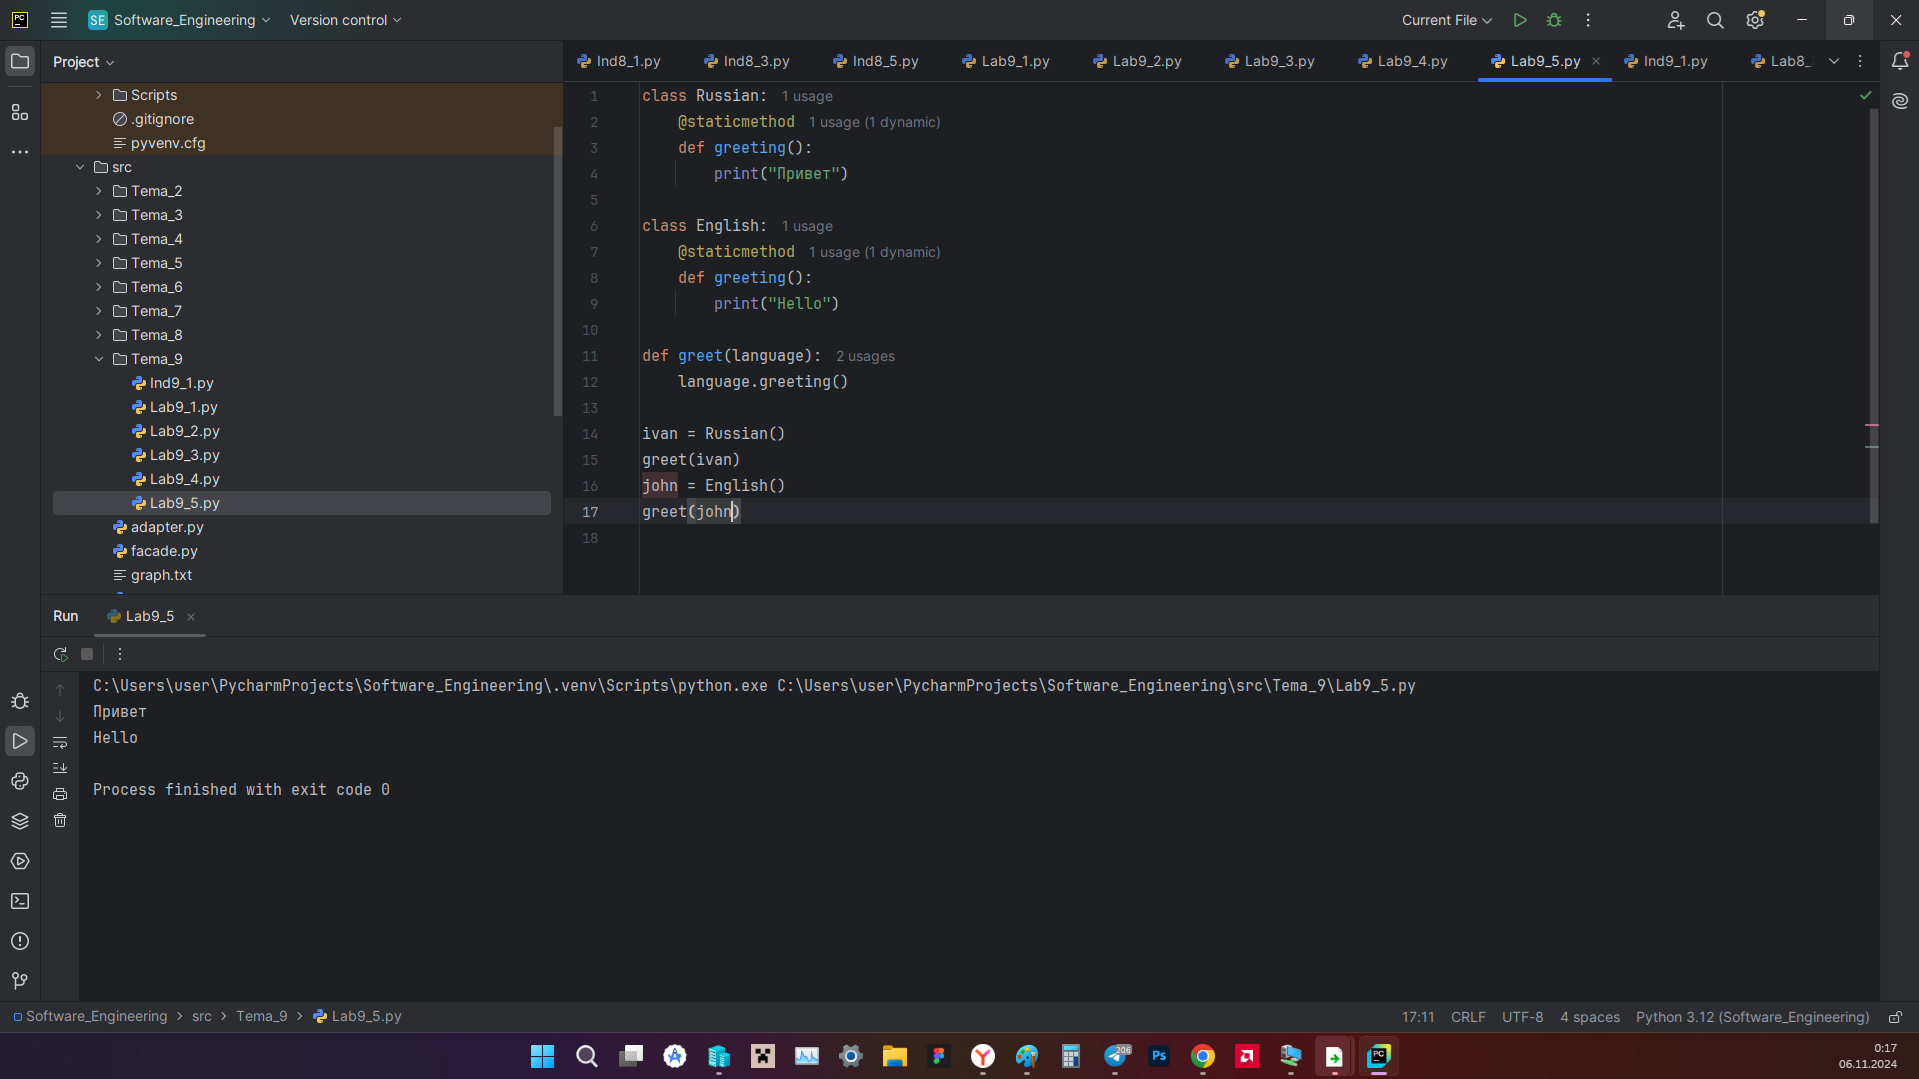 PC SE Software_Engineering Version control Current File
Project
Ind8_1.py Ind8_3.py Ind8_5.py Lab9_1.py Lab9_2.py Lab9_3.py Lab9_4.py Lab9_5.py Ind9_1.py Lab8_
Scripts
.gitignore
pyvenv.cfg
src
Tema_2
Tema_3
Tema_4
Tema_5
Tema_6
Tema_7
Tema_8
Tema_9
Ind9_1.py
Lab9_1.py
Lab9_2.py
Lab9_3.py
Lab9_4.py
Lab9_5.py
adapter.py
facade.py
graph.txt
1 class Russian: 1 usage
2 @staticmethod 1 usage (1 dynamic)
3 def greeting():
4 print("Привет")
5
6 class English: 1 usage
7 @staticmethod 1 usage (1 dynamic)
8 def greeting():
9 print("Hello")
10
11 def greet(language): 2 usages
12 language.greeting()
13
14 ivan = Russian()
15 greet(ivan)
16 john = English()
17 greet(john)
18
Run Lab9_5
C:\Users\user\PycharmProjects\Software_Engineering\.venv\Scripts\python.exe C:\Users\user\PycharmProjects\Software_Engineering\src\Tema_9\Lab9_5.py
Привет
Hello
Process finished with exit code 0
Software_Engineering > src > Tema_9 > Lab9_5.py
17:11 CRLF UTF-8 4 spaces Python 3.12 (Software_Engineering)
206 Ps PC
0:17
06.11.2024